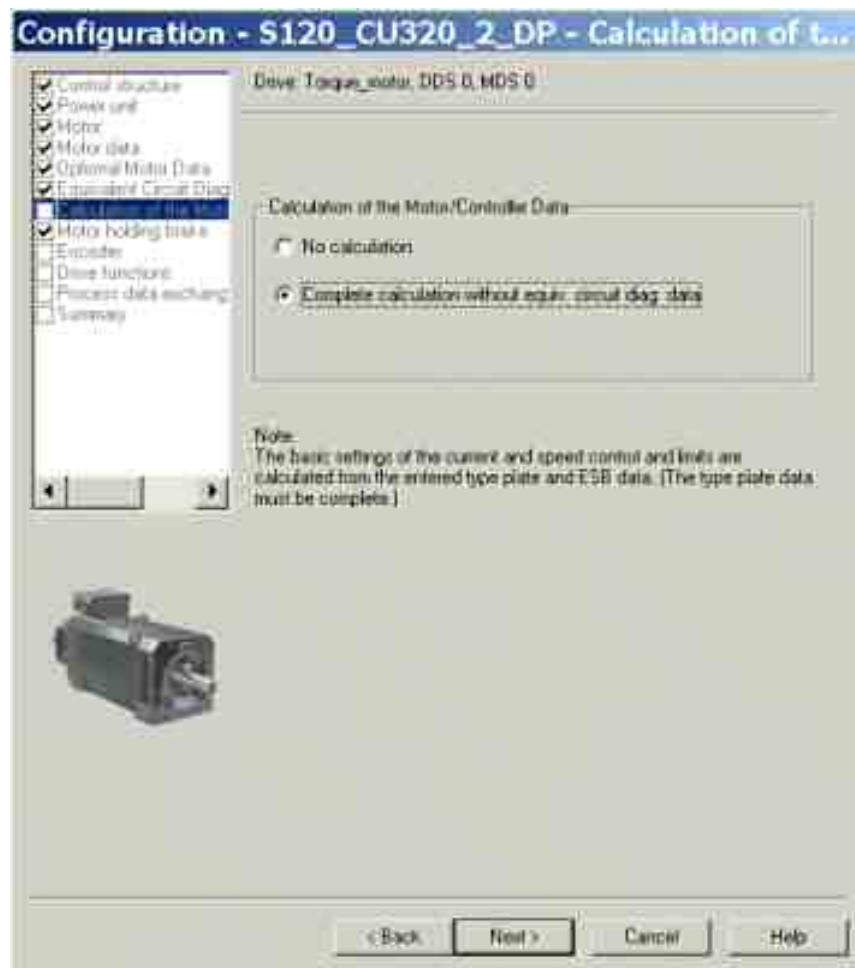 Configuration - S120_CU320_2_DP - Calculation of t...
Drive: Torque_motor, DDS 0, MDS 0
Control structure
Power unit
Motor
Motor data
Optional Motor Data
Equivalent Circuit Diag
Calculation of the Mot
Motor holding brake
Encoder
Drive functions
Process data exchang
Summary
Calculation of the Motor/Controller Data
No calculation
Complete calculation without equiv. circuit diag. data
Note:
The basic settings of the current and speed control and limits are
calculated from the entered type plate and ESB data. (The type plate data
must be complete.)
< Back
Next >
Cancel
Help